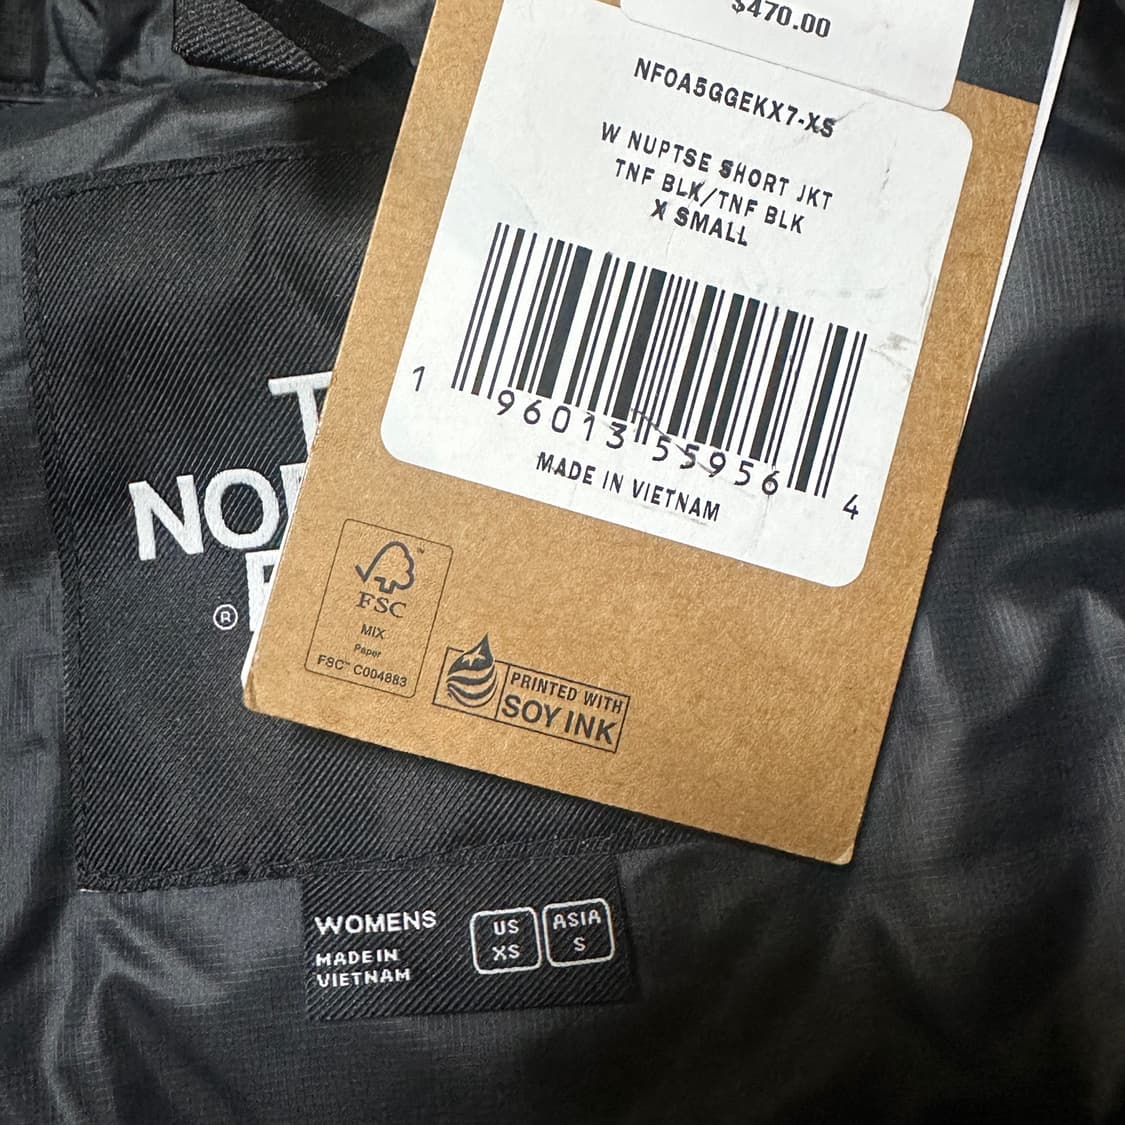 $470.00
NF0A5GGEKX7-XS
W NUPTSE SHORT JKT
TNF BLK/TNF BLK
X SMALL
1 96013 55956 4
MADE IN VIETNAM
FSC
MIX
Paper
FSC™ C004883
PRINTED WITH
SOY INK
NO
®
WOMENS
MADE IN
VIETNAM
US
XS
ASIA
S